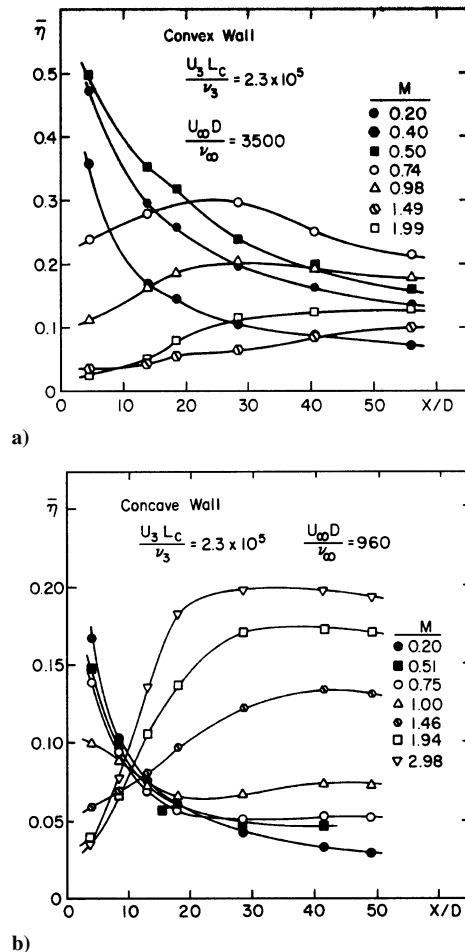 η̅
Convex Wall
U₃ L_C / ν₃ = 2.3 x 10⁵
U∞ D / ν∞ = 3500
M
0.20
0.40
0.50
0.74
0.98
1.49
1.99
0.5
0.4
0.3
0.2
0.1
0
0 10 20 30 40 50 X/D
a)
η̅
Concave Wall
U₃ L_C / ν₃ = 2.3 x 10⁵ U∞ D / ν∞ = 960
M
0.20
0.51
0.75
1.00
1.46
1.94
2.98
0.20
0.15
0.10
0.05
0
0 10 20 30 40 50 X/D
b)